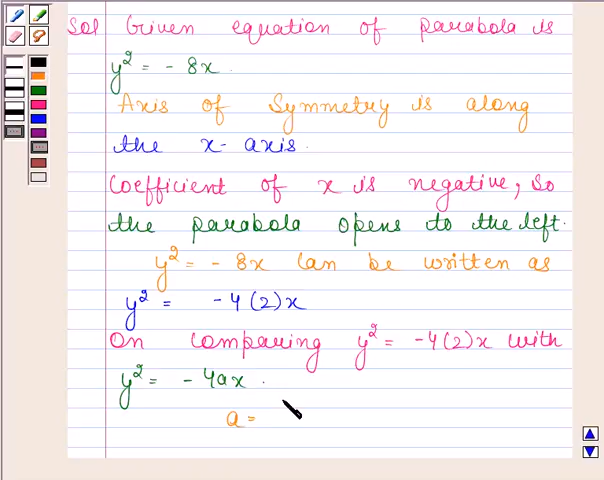 Sol Given equation of parabola is
y² = - 8x.
Axis of Symmetry is along
the x- axis.
Coefficient of x is negative, so
the parabola opens to the left.
y² = - 8x can be written as
y² = -4(2)x
On comparing y² = -4(2)x with
y² = - 4ax.
a =